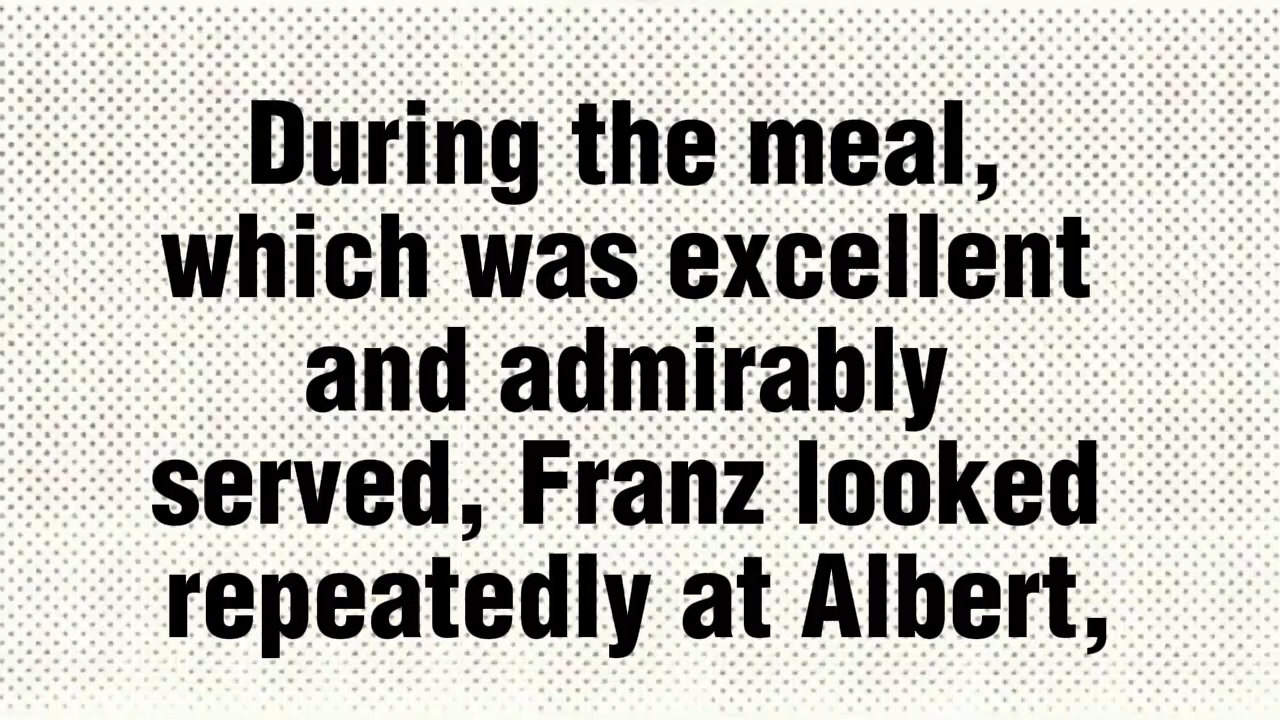 During the meal,
which was excellent
and admirably
served, Franz looked
repeatedly at Albert,